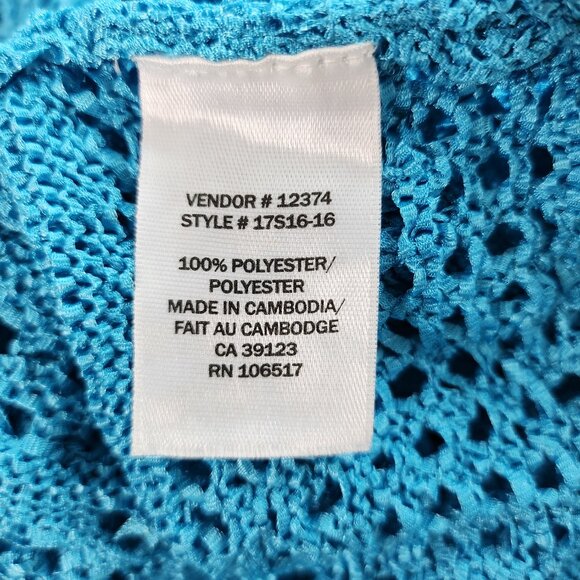 VENDOR # 12374
STYLE # 17S16-16
100% POLYESTER/
POLYESTER
MADE IN CAMBODIA/
FAIT AU CAMBODGE
CA 39123
RN 106517